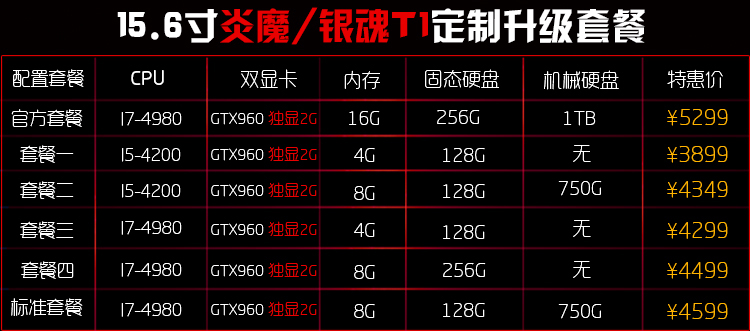 15.6寸炎魔/银魂T1定制升级套餐
配置套餐 CPU 双显卡 内存 固态硬盘 机械硬盘 特惠价
官方套餐 I7-4980 GTX960 独显2G 16G 256G 1TB ¥5299
套餐一 I5-4200 GTX960 独显2G 4G 128G 无 ¥3899
套餐二 I5-4200 GTX960 独显2G 8G 128G 750G ¥4349
套餐三 I7-4980 GTX960 独显2G 4G 128G 无 ¥4299
套餐四 I7-4980 GTX960 独显2G 8G 256G 无 ¥4499
标准套餐 I7-4980 GTX960 独显2G 8G 128G 750G ¥4599